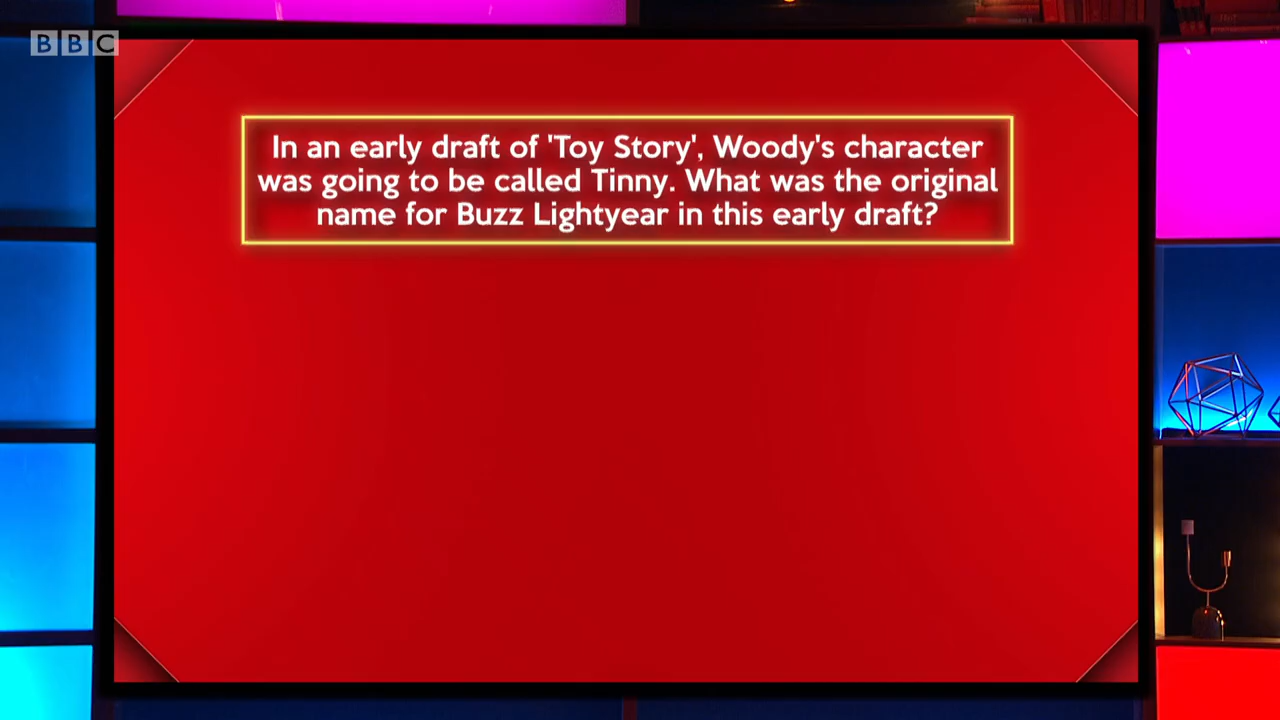 BBC
In an early draft of 'Toy Story', Woody's character
was going to be called Tinny. What was the original
name for Buzz Lightyear in this early draft?